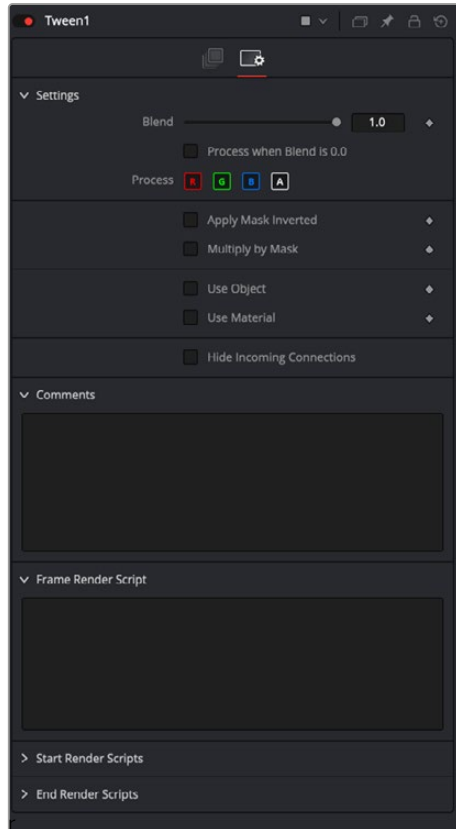 Tween1
Settings
Blend 1.0
Process when Blend is 0.0
Process R G B A
Apply Mask Inverted
Multiply by Mask
Use Object
Use Material
Hide Incoming Connections
Comments
Frame Render Script
Start Render Scripts
End Render Scripts